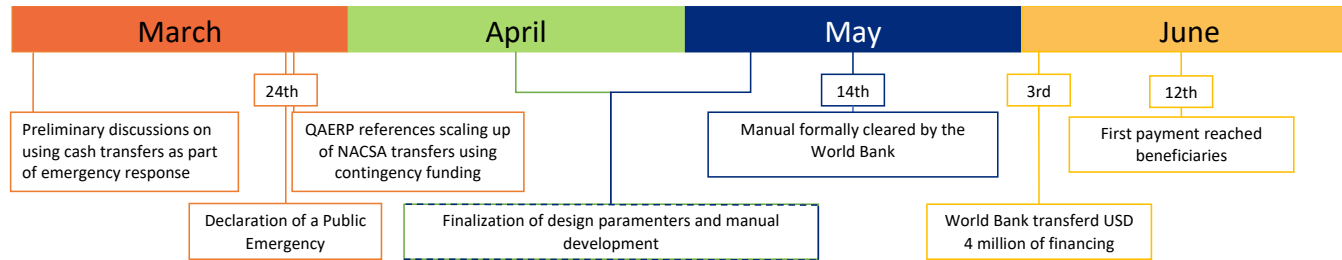 March
April
May
June
24th
14th
3rd
12th
Preliminary discussions on
using cash transfers as part
of emergency response
QAERP references scaling up
of NACSA transfers using
contingency funding
Manual formally cleared by the
World Bank
First payment reached
beneficiaries
Declaration of a Public
Emergency
Finalization of design paramenters and manual
development
World Bank transferd USD
4 million of financing